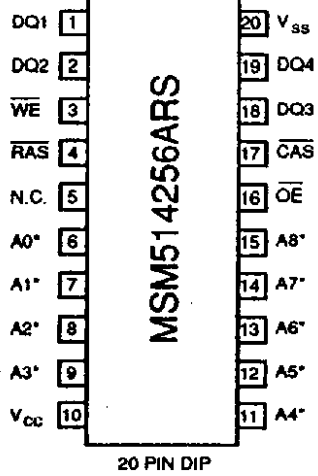 DQ1 1 20 Vss
DQ2 2 19 DQ4
WE 3 18 DQ3
RAS 4 17 CAS
N.C. 5 16 OE
A0* 6 15 A8*
A1* 7 14 A7*
A2* 8 13 A6*
A3* 9 12 A5*
Vcc 10 11 A4*
MSM514256ARS
20 PIN DIP